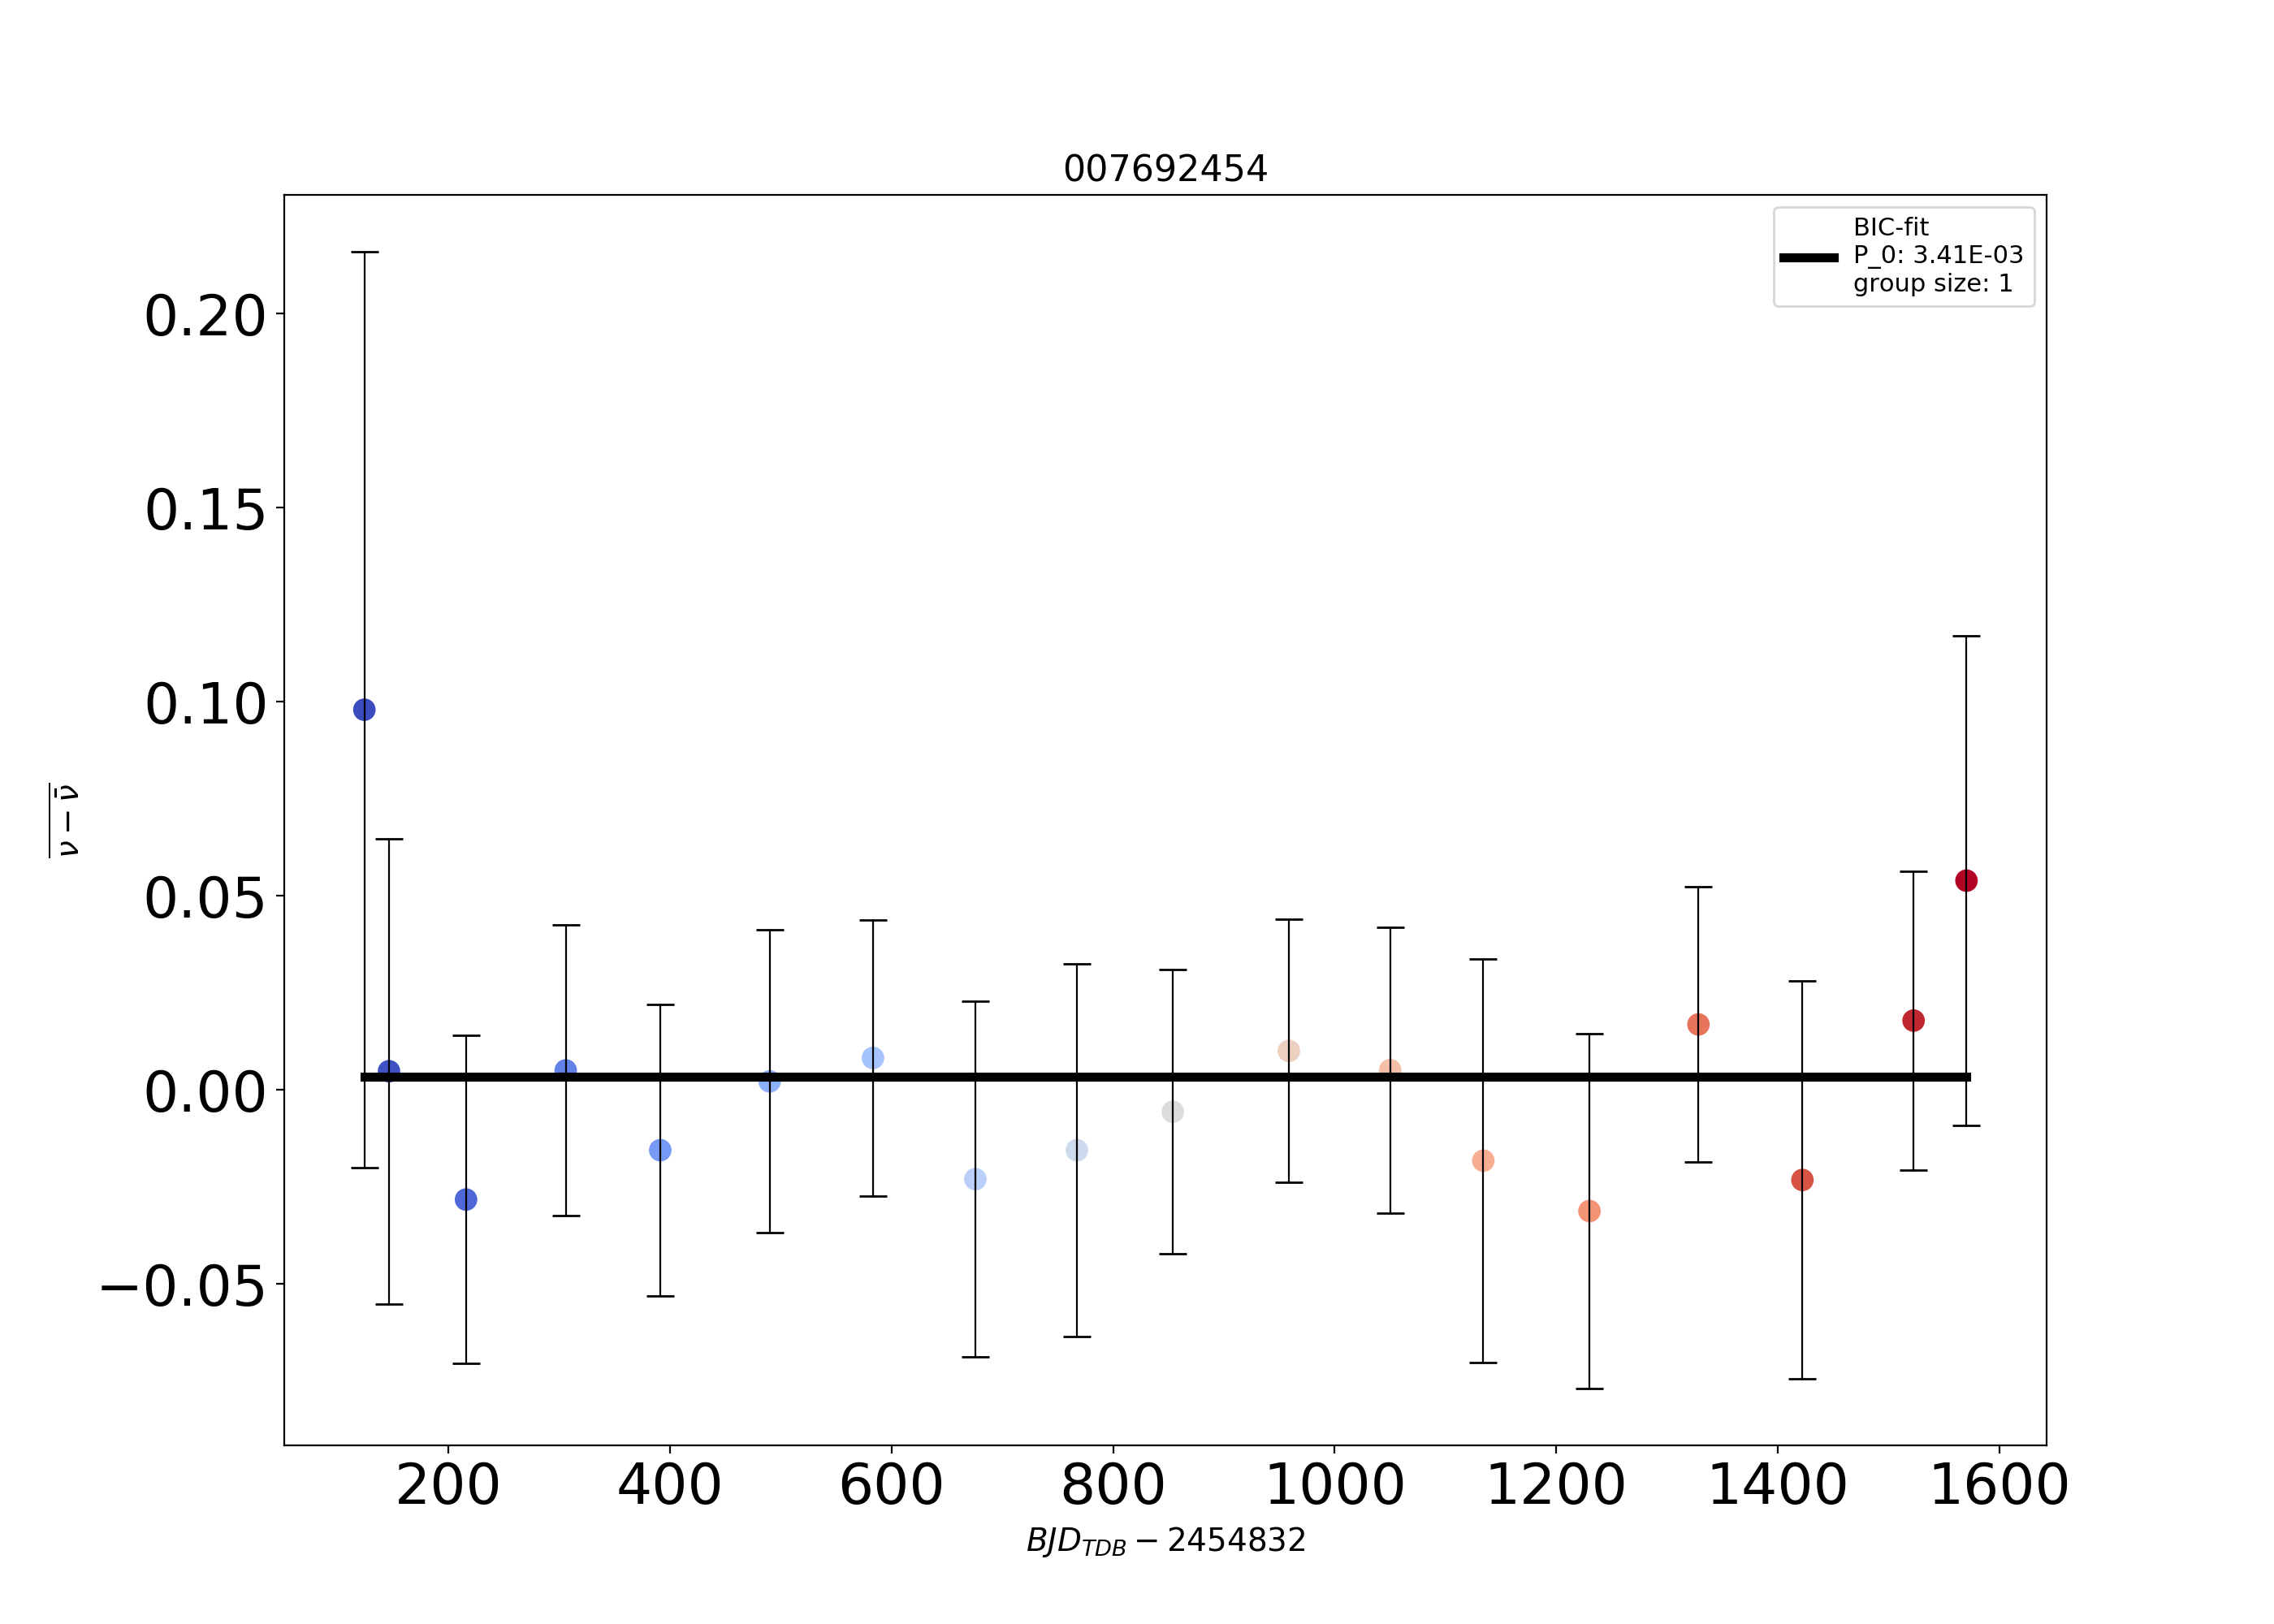 007692454
BIC-fit
P_0: 3.41E-03
group size: 1
0.20
0.15
0.10
0.05
0.00
−0.05
ν − ν̄
200 400 600 800 1000 1200 1400 1600
BJD_TDB − 2454832